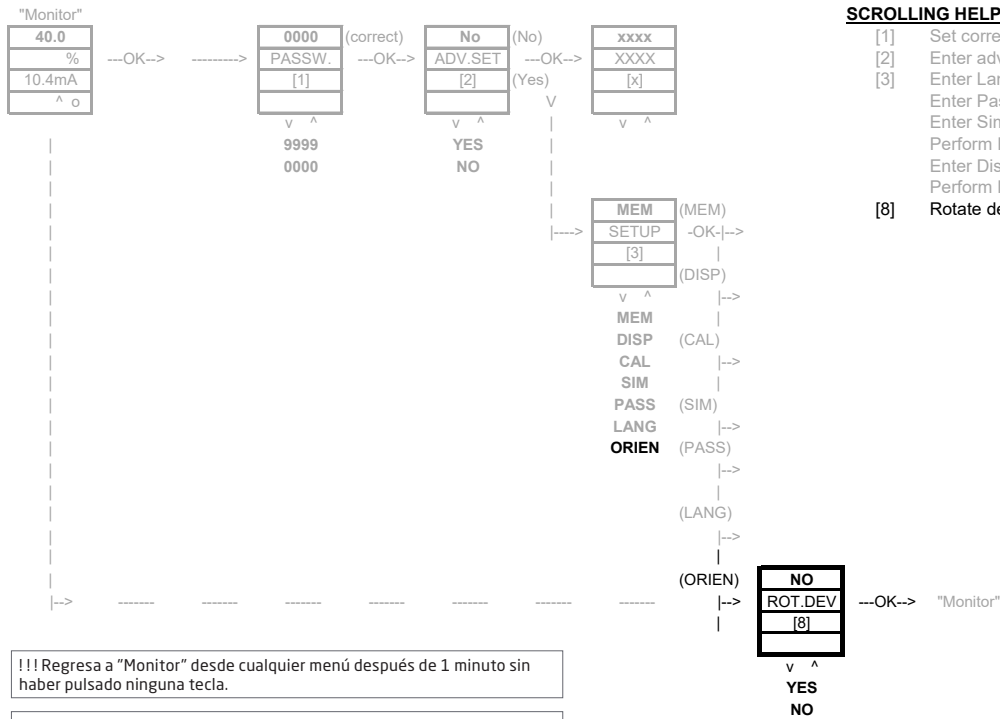 "Monitor"
SCROLLING HELP
40.0 0000 (correct) No (No) xxxx [1] Set corre
% ---OK--> ---------> PASSW. ---OK--> ADV.SET ---OK--> XXXX [2] Enter adv
10.4mA [1] [2] (Yes) [x] [3] Enter Lan
^ o V Enter Pas
v ^ v ^ | v ^ Enter Sim
| 9999 YES | Perform
| 0000 NO | Enter Dis
| | Perform
| | MEM (MEM) [8] Rotate de
| |----> SETUP -OK-|-->
| [3] |
| (DISP)
| v ^ |-->
| MEM |
| DISP (CAL)
| CAL |-->
| SIM |
| PASS (SIM)
| LANG |-->
| ORIEN (PASS)
| |-->
| |
| (LANG)
| |-->
| |
| (ORIEN) NO
|--> ------- ------- ------- ------- ------- ------- ------- |--> ROT.DEV ---OK--> "Monitor"
| [8]
v ^
YES
NO
!!! Regresa a "Monitor" desde cualquier menú después de 1 minuto sin
haber pulsado ninguna tecla.